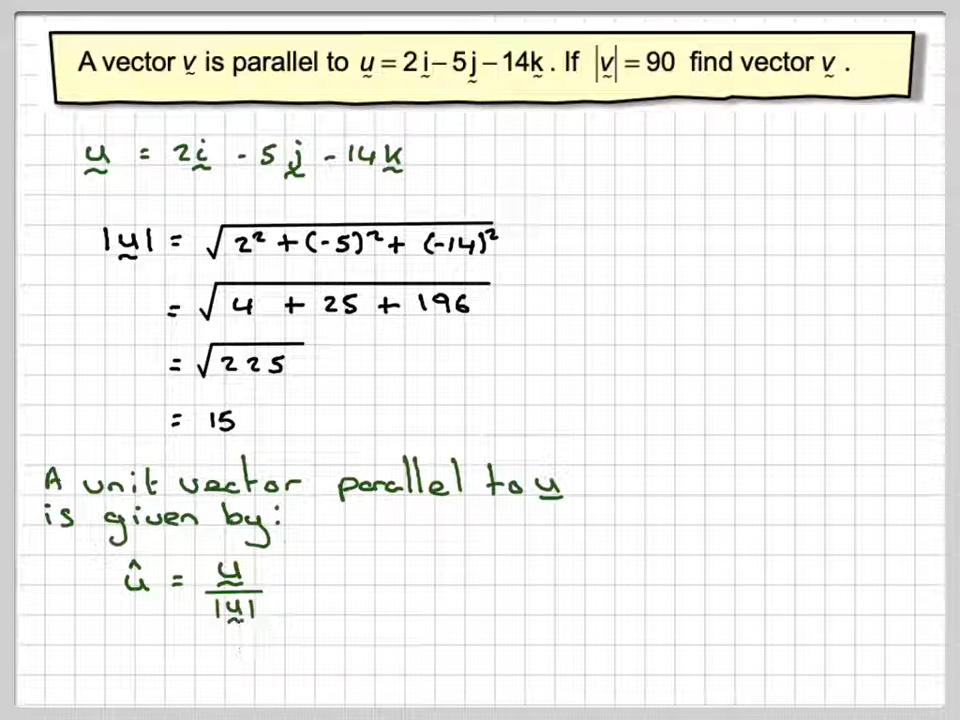 A vector v is parallel to u = 2i − 5j − 14k . If |v| = 90 find vector v .
u = 2i - 5j - 14k
|u| = √(2² + (-5)² + (-14)²
= √4 + 25 + 196
= √225
= 15
A unit vector parallel to u
is given by:
û = u
|u|